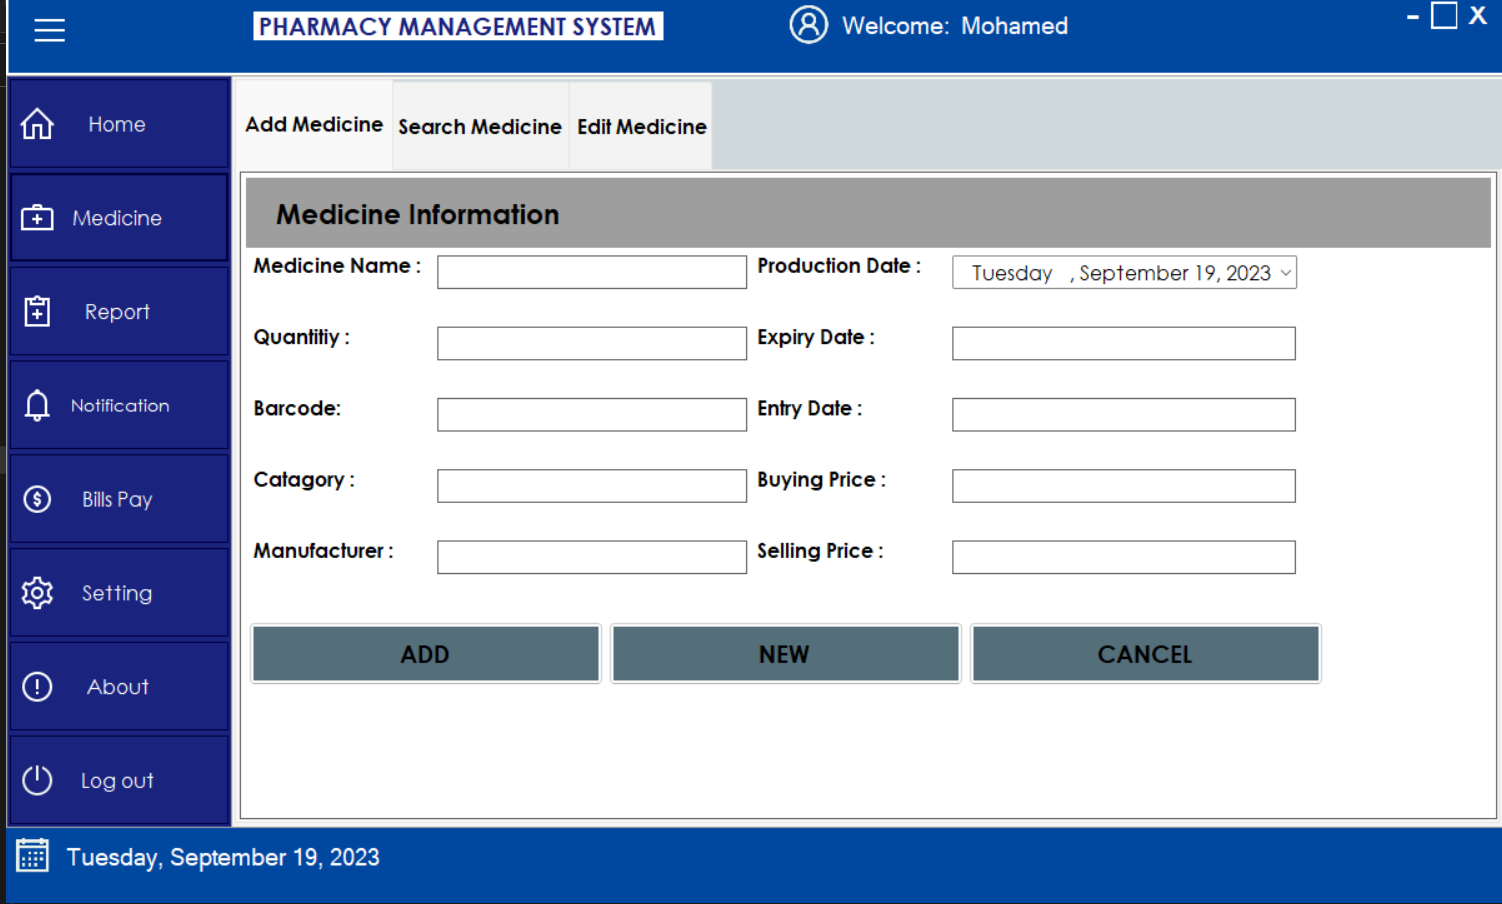 PHARMACY MANAGEMENT SYSTEM
Welcome: Mohamed
X
Home
Medicine
Report
Notification
Bills Pay
Setting
About
Log out
Add Medicine
Search Medicine
Edit Medicine
Medicine Information
Medicine Name :
Production Date :
Tuesday , September 19, 2023
Quantitiy :
Expiry Date :
Barcode:
Entry Date :
Catagory :
Buying Price :
Manufacturer :
Selling Price :
ADD
NEW
CANCEL
Tuesday, September 19, 2023